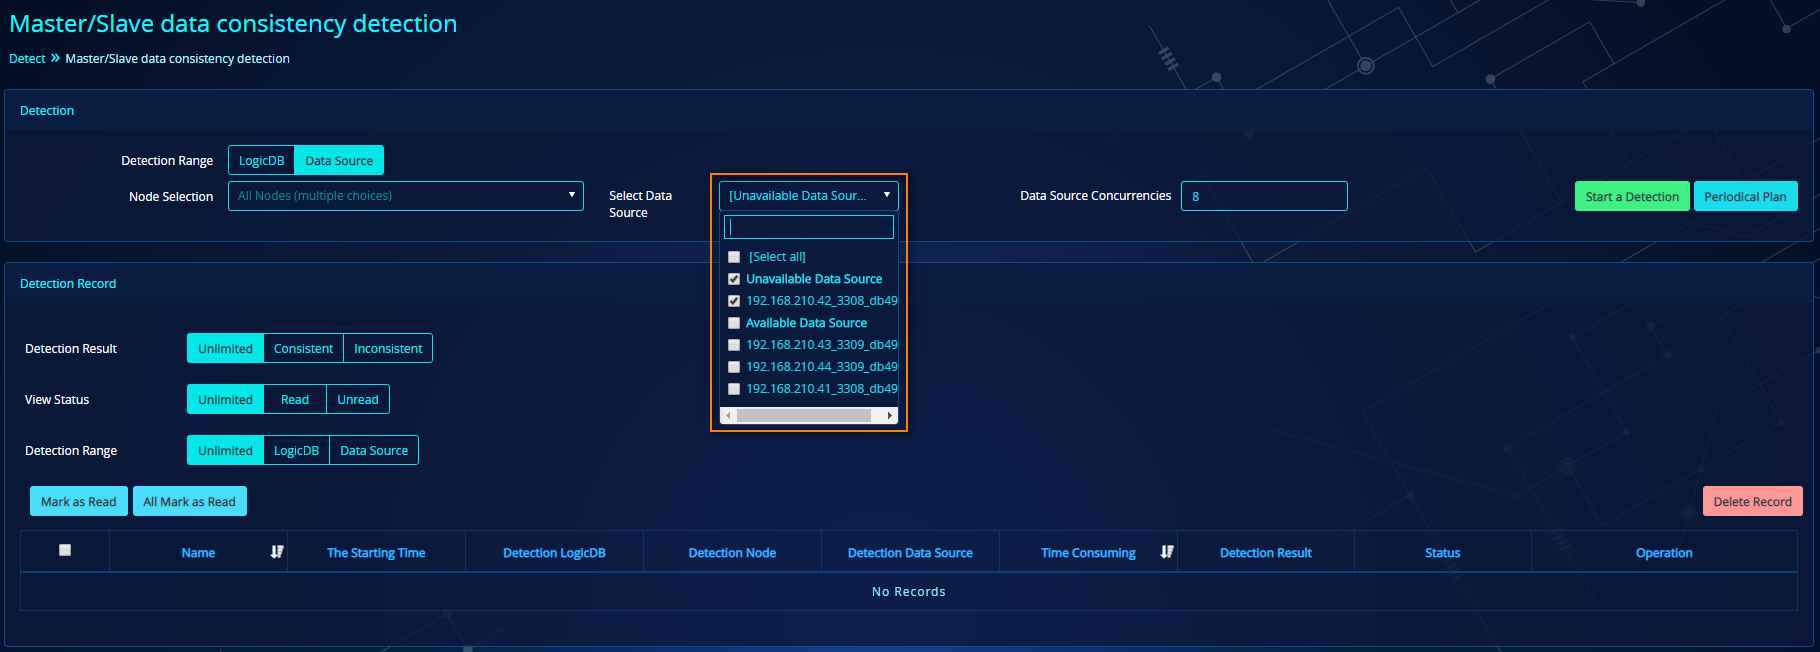 Master/Slave data consistency detection
Detect » Master/Slave data consistency detection
Detection
Detection Range LogicDB Data Source
Node Selection All Nodes (multiple choices) Select Data Source [Unavailable Data Sour... Data Source Concurrencies 8 Start a Detection Periodical Plan
[Select all]
Unavailable Data Source
192.168.210.42_3308_db49
Available Data Source
192.168.210.43_3309_db49
192.168.210.44_3309_db49
192.168.210.41_3308_db49
Detection Record
Detection Result Unlimited Consistent Inconsistent
View Status Unlimited Read Unread
Detection Range Unlimited LogicDB Data Source
Mark as Read All Mark as Read Delete Record
Name The Starting Time Detection LogicDB Detection Node Detection Data Source Time Consuming Detection Result Status Operation
No Records